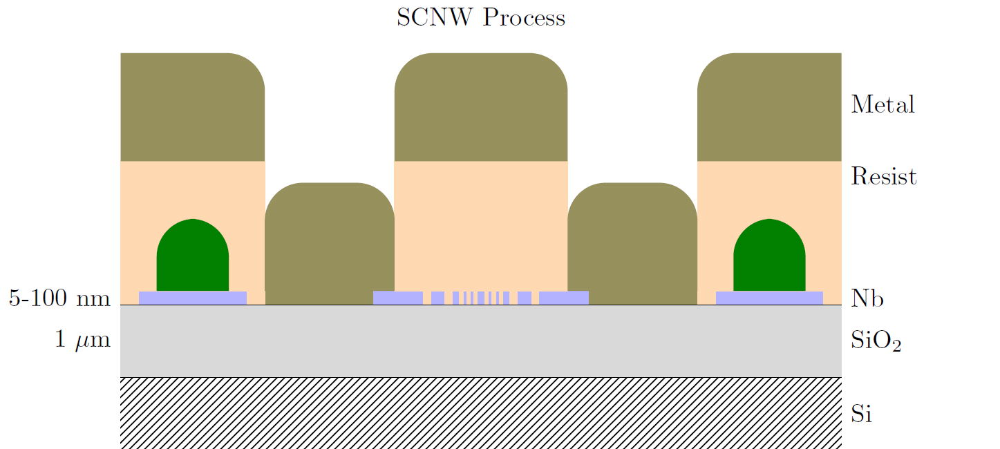 SCNW Process
Metal
Resist
5-100 nm
Nb
1 μm
SiO₂
Si